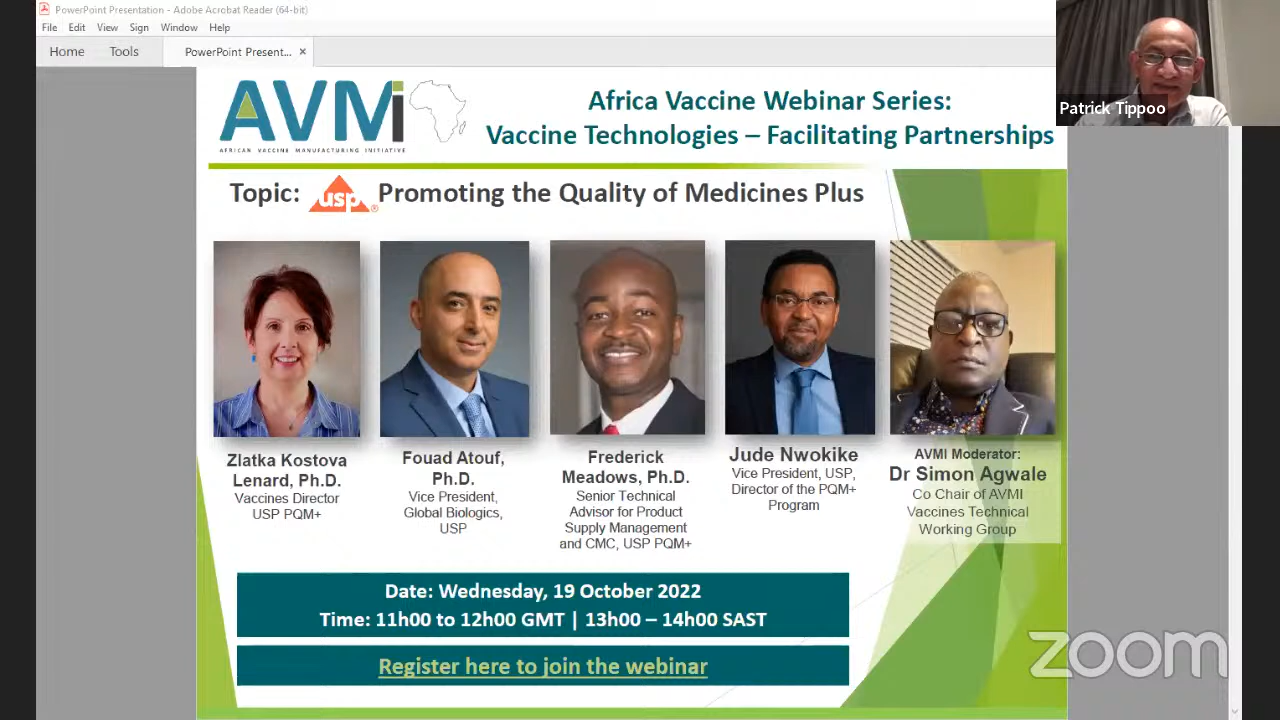 PowerPoint Presentation - Adobe Acrobat Reader (64-bit)
File Edit View Sign Window Help
Home Tools PowerPoint Present... ×
Patrick Tippoo
AVMi
AFRICAN VACCINE MANUFACTURING INITIATIVE
Africa Vaccine Webinar Series:
Vaccine Technologies – Facilitating Partnerships
Topic: usp® Promoting the Quality of Medicines Plus
Zlatka Kostova
Lenard, Ph.D.
Vaccines Director
USP PQM+
Fouad Atouf,
Ph.D.
Vice President,
Global Biologics,
USP
Frederick
Meadows, Ph.D.
Senior Technical
Advisor for Product
Supply Management
and CMC, USP PQM+
Jude Nwokike
Vice President, USP,
Director of the PQM+
Program
AVMI Moderator:
Dr Simon Agwale
Co Chair of AVMI
Vaccines Technical
Working Group
Date: Wednesday, 19 October 2022
Time: 11h00 to 12h00 GMT | 13h00 – 14h00 SAST
Register here to join the webinar
zoom